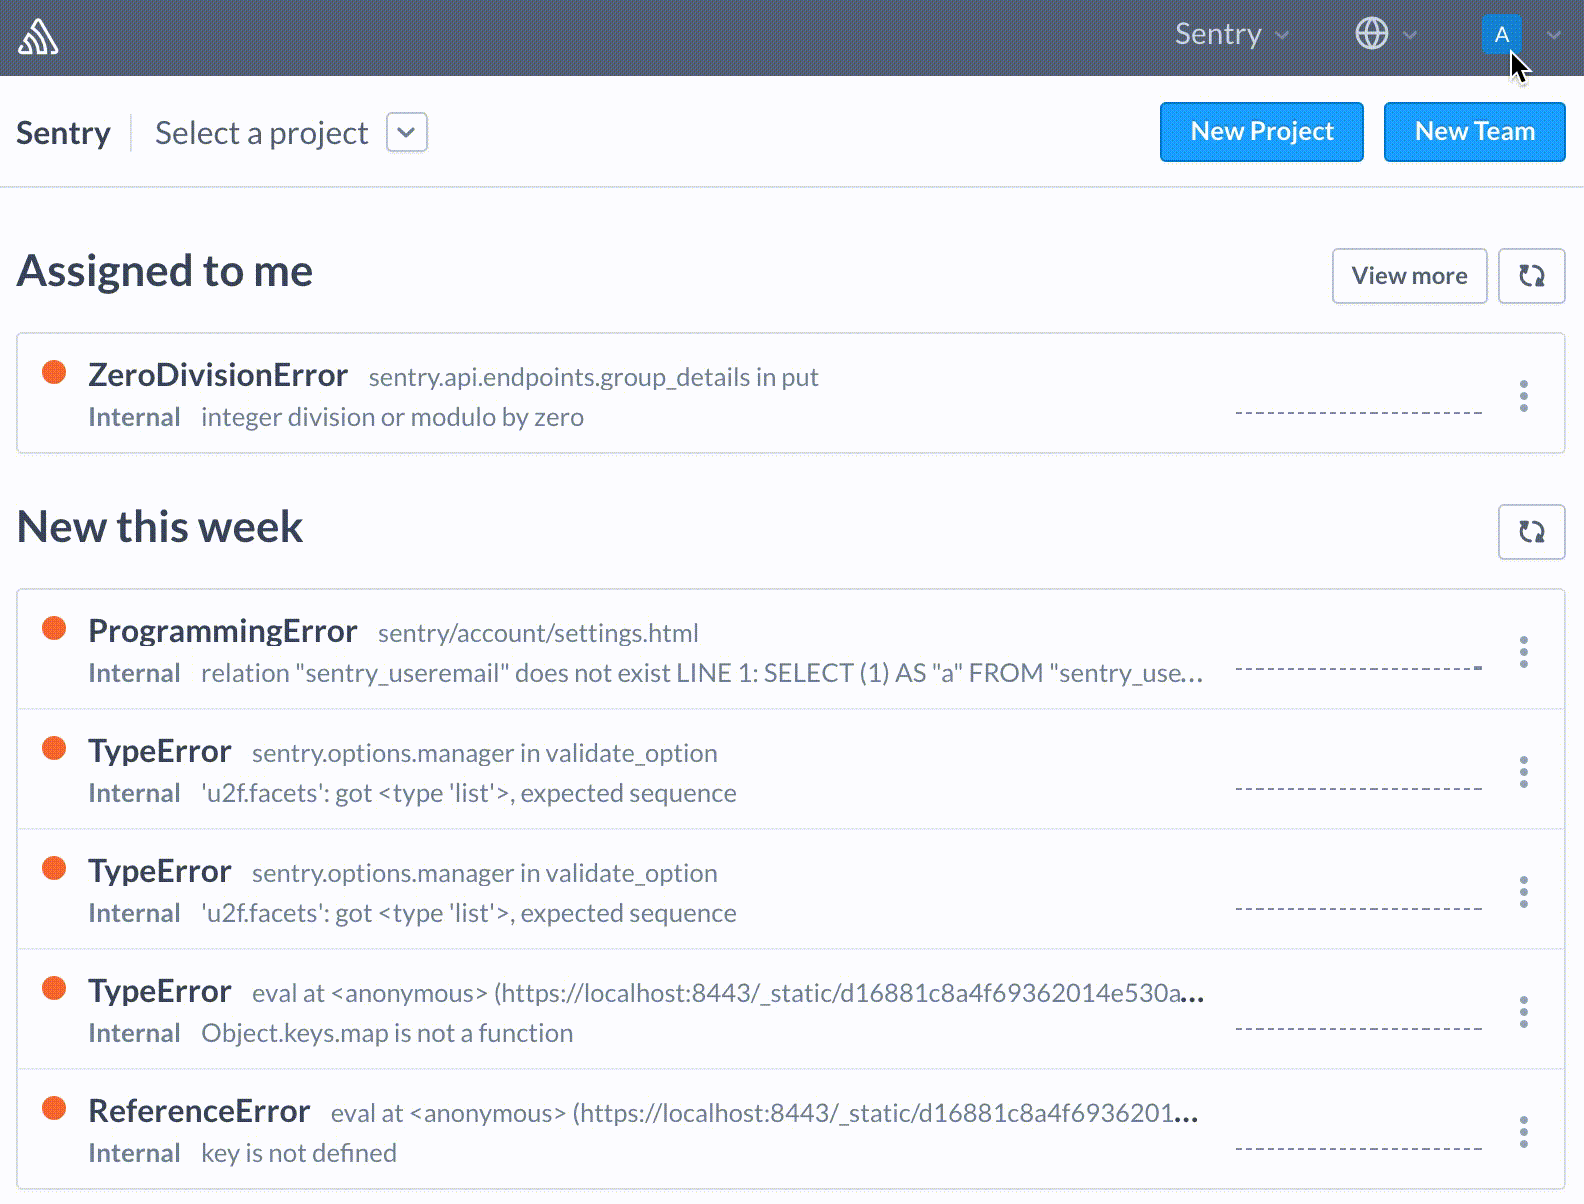 Sentry
A
Sentry
Select a project
New Project
New Team
Assigned to me
View more
ZeroDivisionError sentry.api.endpoints.group_details in put
Internal integer division or modulo by zero
New this week
ProgrammingError sentry/account/settings.html
Internal relation "sentry_useremail" does not exist LINE 1: SELECT (1) AS "a" FROM "sentry_use...
TypeError sentry.options.manager in validate_option
Internal 'u2f.facets': got <type 'list'>, expected sequence
TypeError sentry.options.manager in validate_option
Internal 'u2f.facets': got <type 'list'>, expected sequence
TypeError eval at <anonymous> (https://localhost:8443/_static/d16881c8a4f69362014e530a...
Internal Object.keys.map is not a function
ReferenceError eval at <anonymous> (https://localhost:8443/_static/d16881c8a4f6936201...
Internal key is not defined